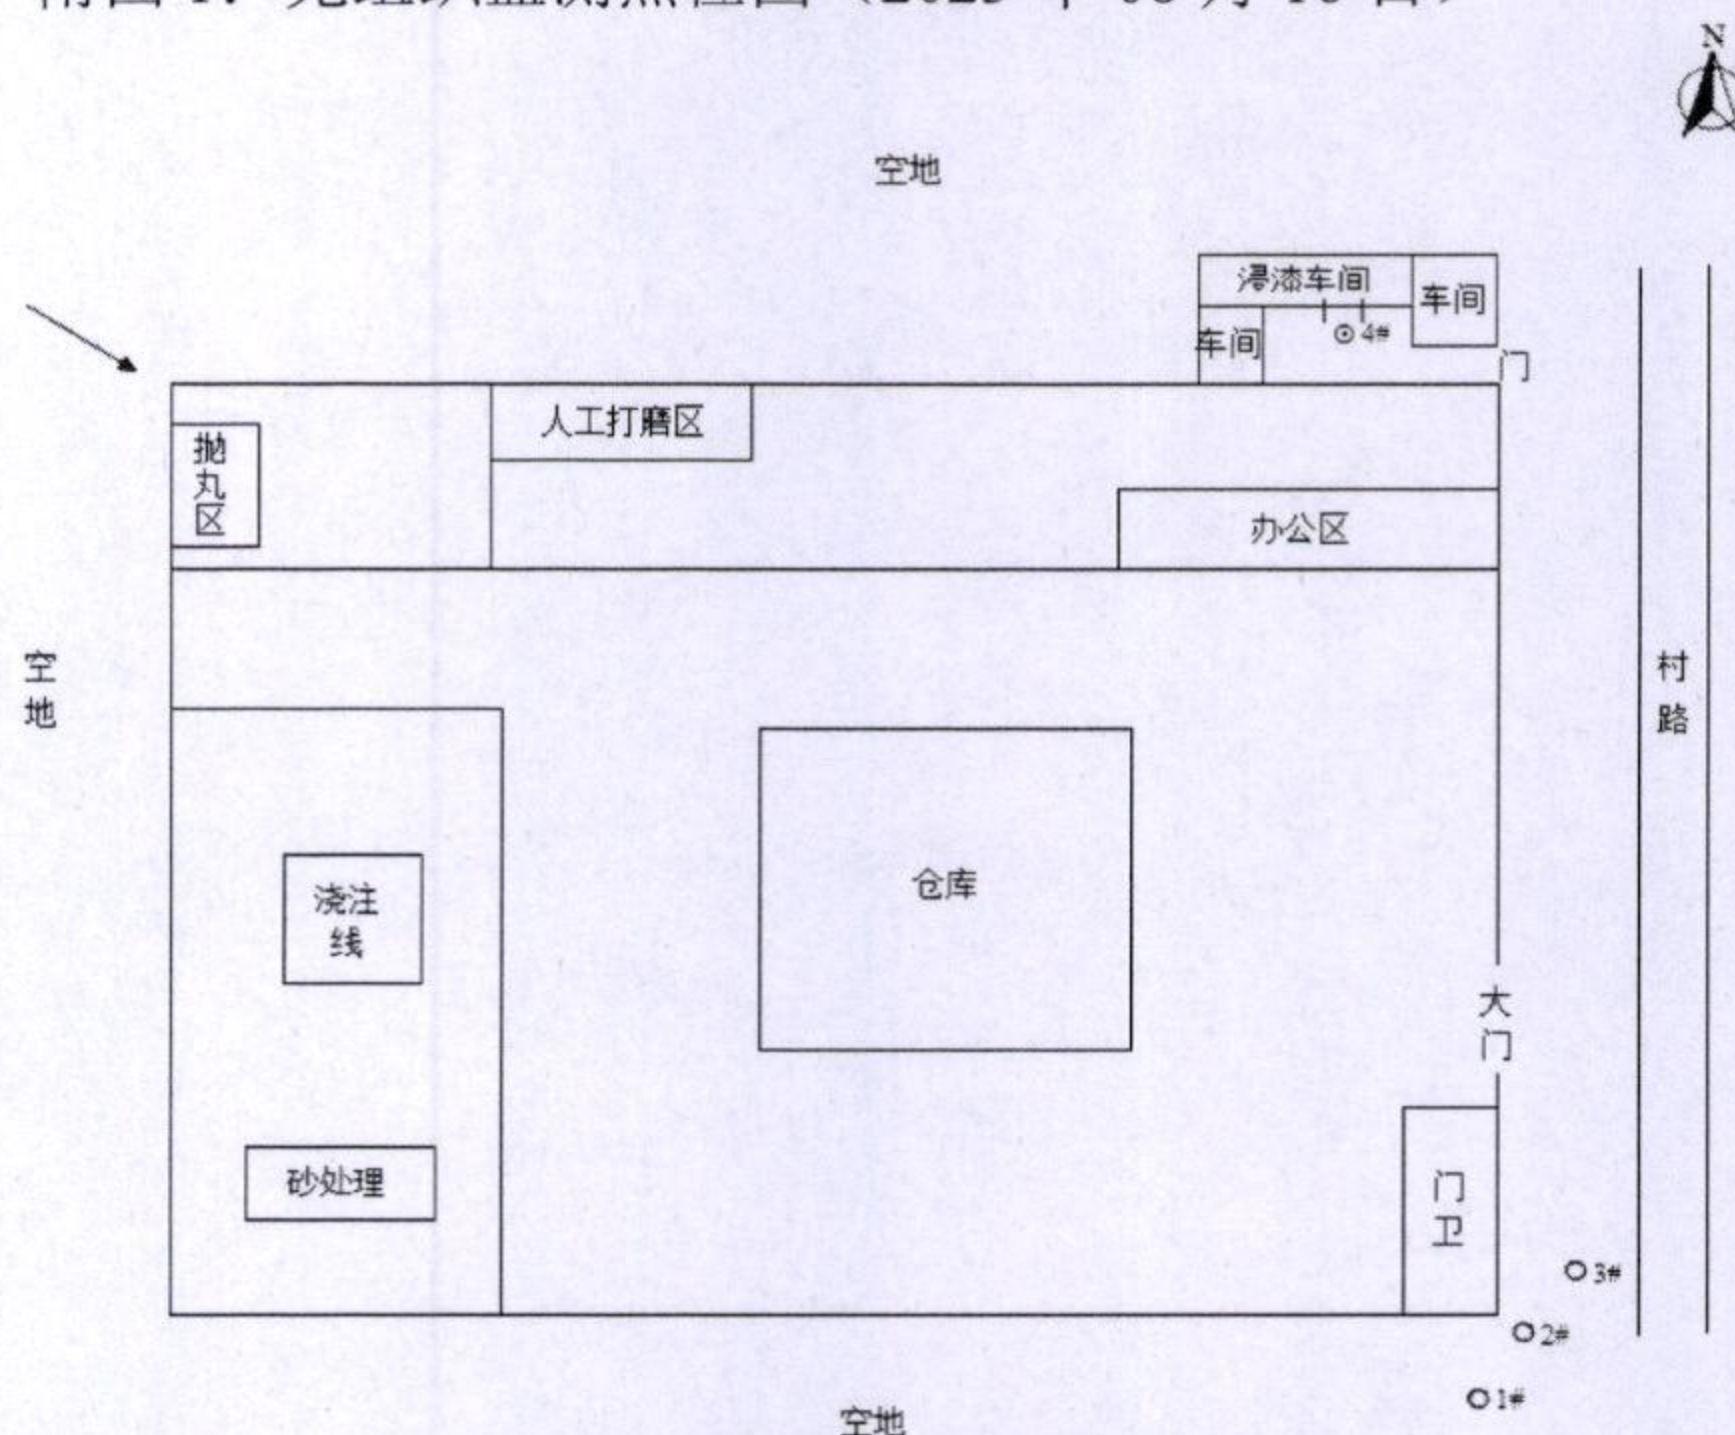 N
空地
浸漆车间
车间
车间
4#
门
人工打磨区
抛丸区
办公区
空地
村路
浇注
线
仓库
大门
砂处理
门卫
3#
2#
1#
空地